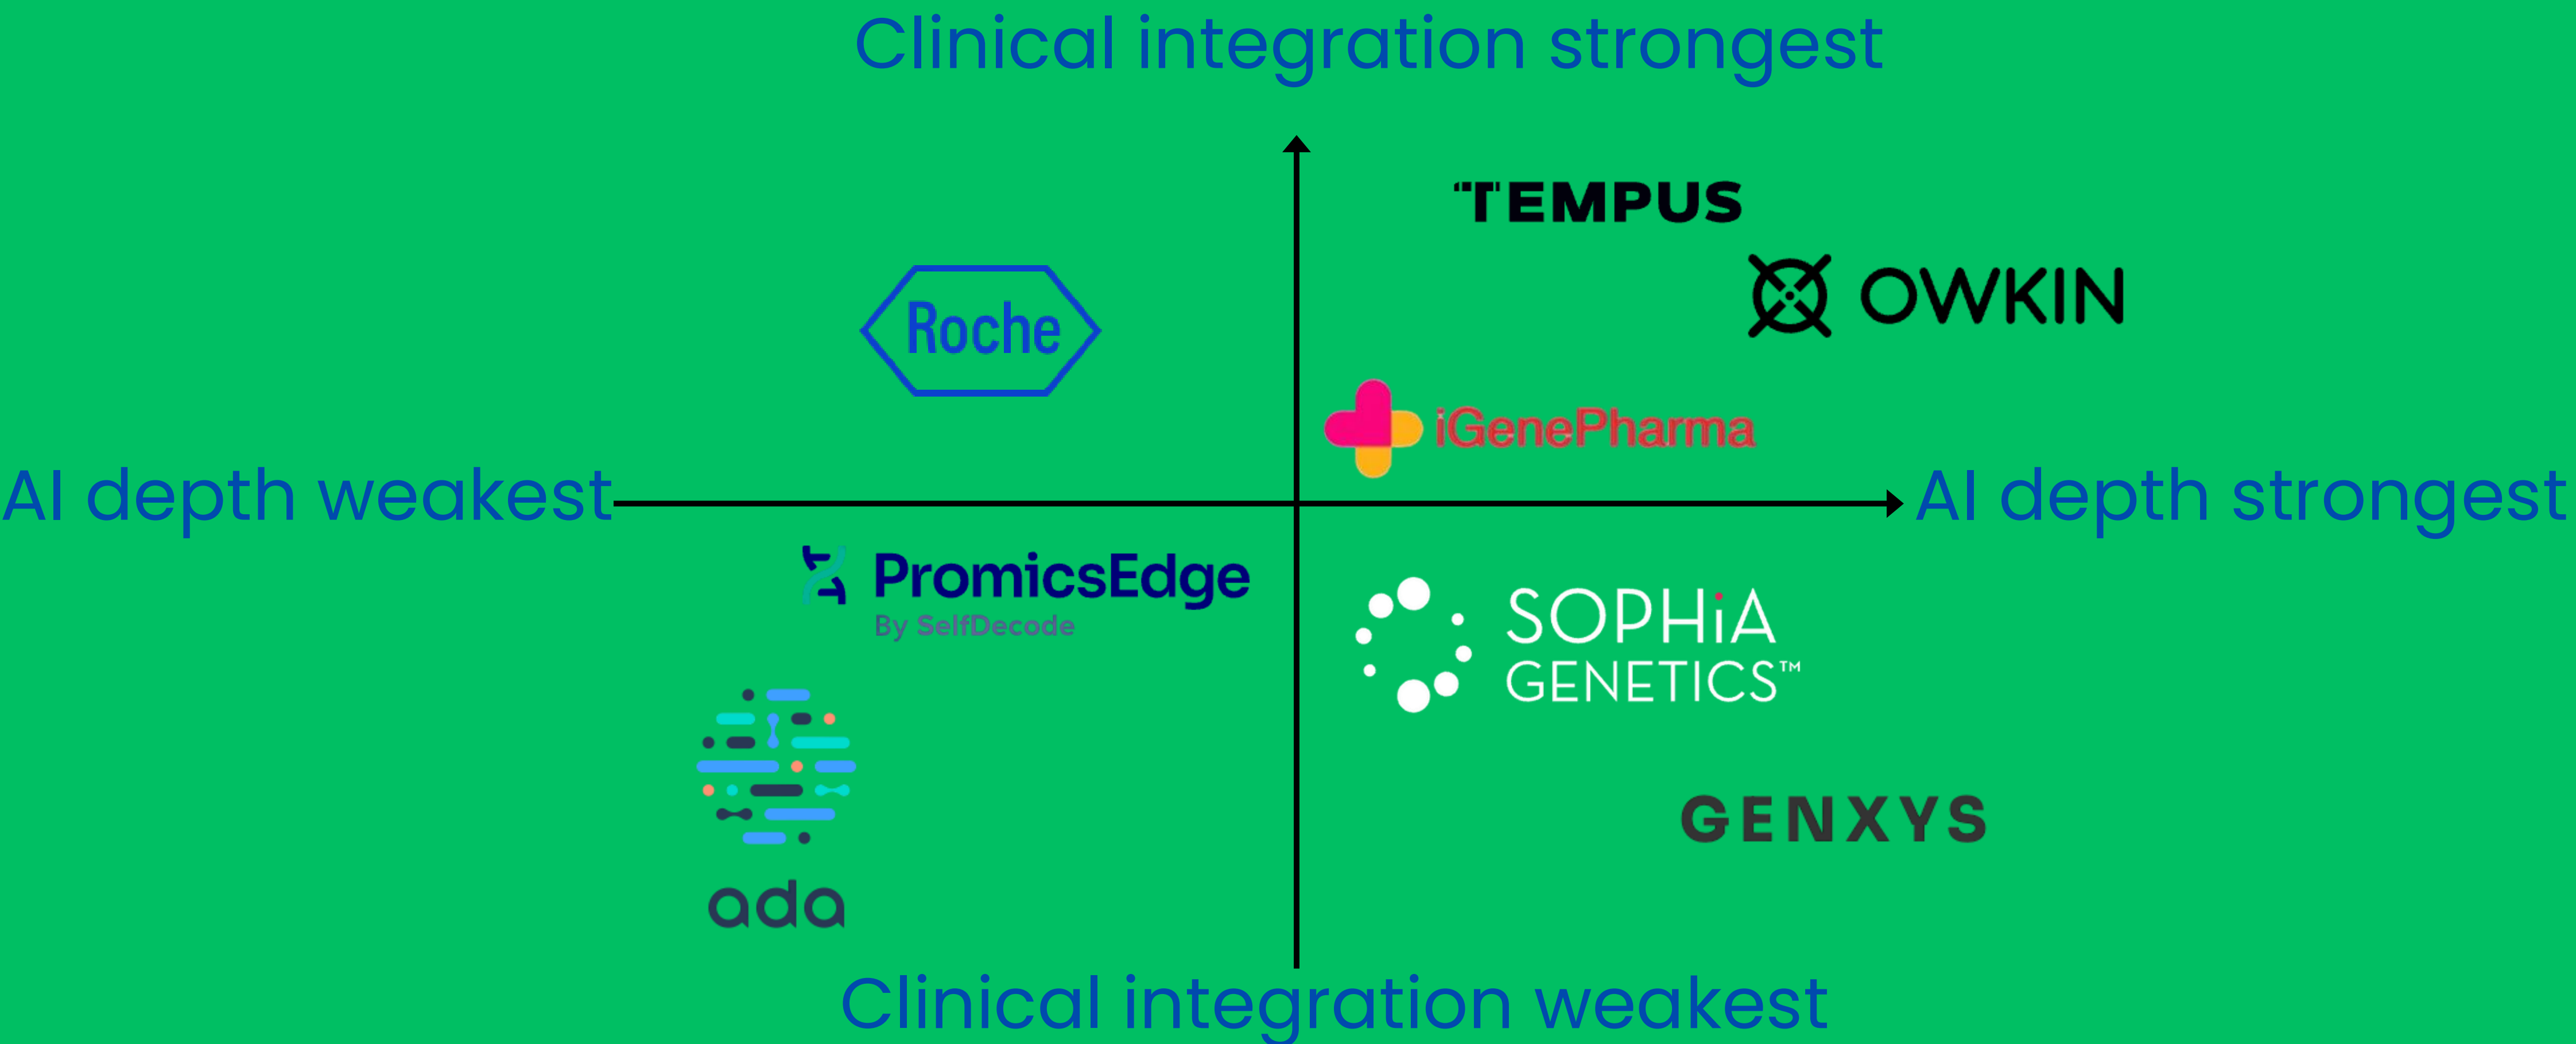 Clinical integration strongest
TEMPUS
OWKIN
Roche
iGenePharma
AI depth weakest
AI depth strongest
PromicsEdge
By SelfDecode
SOPHiA
GENETICS™
GENXYS
ada
Clinical integration weakest